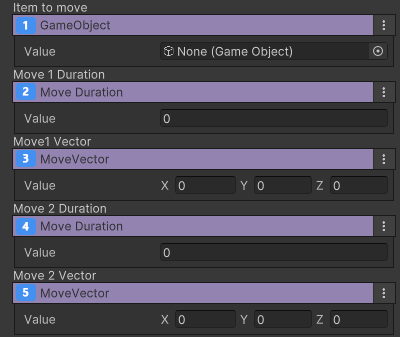 Item to move
1 GameObject
Value None (Game Object)
Move 1 Duration
2 Move Duration
Value 0
Move1 Vector
3 MoveVector
Value X 0 Y 0 Z 0
Move 2 Duration
4 Move Duration
Value 0
Move 2 Vector
5 MoveVector
Value X 0 Y 0 Z 0